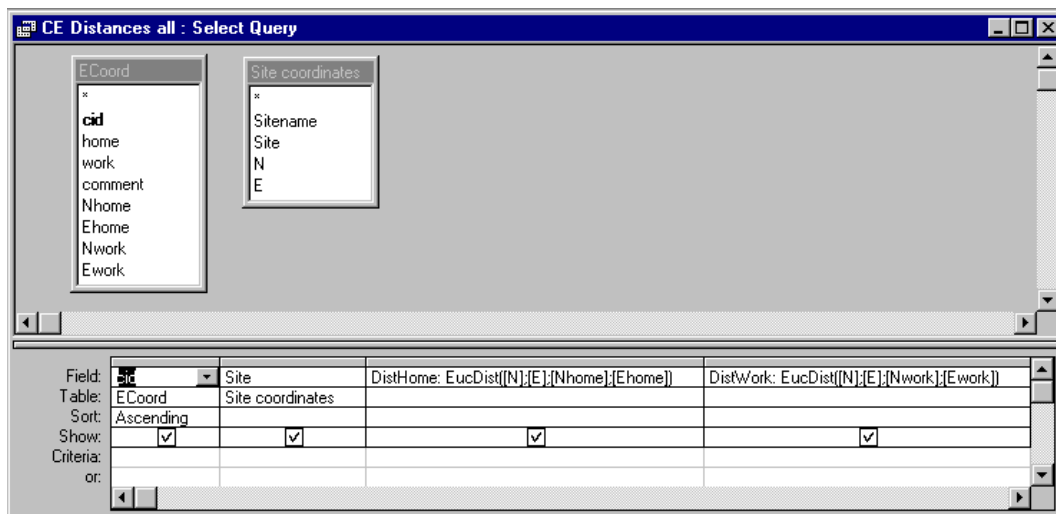 CE Distances all : Select Query
ECoord
*
cid
home
work
comment
Nhome
Ehome
Nwork
Ework
Site coordinates
*
Sitename
Site
N
E
Field: cid Site DistHome: EucDist([N];[E];[Nhome];[Ehome]) DistWork: EucDist([N];[E];[Nwork];[Ework])
Table: ECoord Site coordinates
Sort: Ascending
Show:
Criteria:
or: